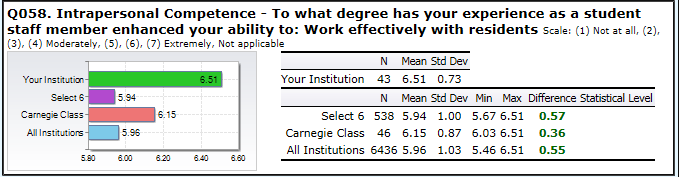 Q058. Intrapersonal Competence - To what degree has your experience as a student
staff member enhanced your ability to: Work effectively with residents Scale: (1) Not at all, (2),
(3), (4) Moderately, (5), (6), (7) Extremely, Not applicable
Your Institution 6.51
Select 6 5.94
Carnegie Class 6.15
All Institutions 5.96
5.80 6.00 6.20 6.40 6.60
N Mean Std Dev
Your Institution 43 6.51 0.73
N Mean Std Dev Min Max Difference Statistical Level
Select 6 538 5.94 1.00 5.67 6.51 0.57
Carnegie Class 46 6.15 0.87 6.03 6.51 0.36
All Institutions 6436 5.96 1.03 5.46 6.51 0.55